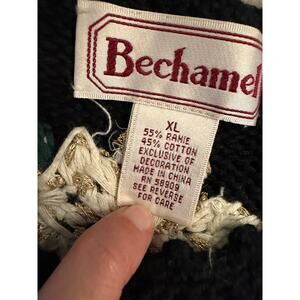 Bechamel
XL
55% RAMIE
45% COTTON
EXCLUSIVE OF
DECORATION
MADE IN CHINA
RN 58909
SEE REVERSE
FOR CARE